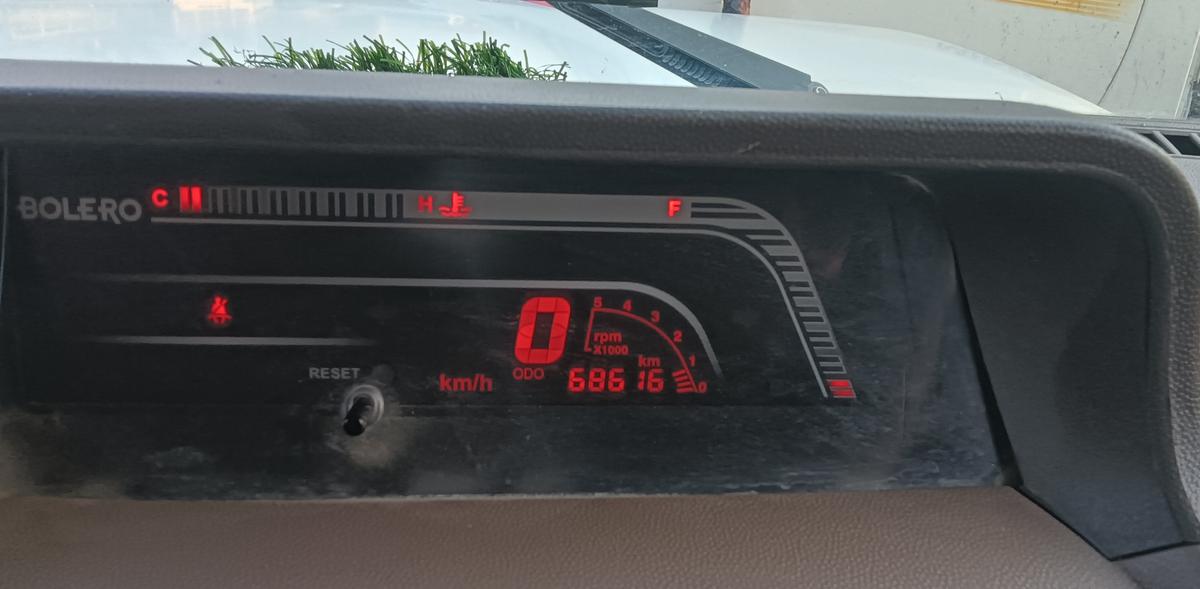 BOLERO C H F
0 5 4 3 2 1 0
rpm
X1000
km
RESET
km/h
ODO 68616